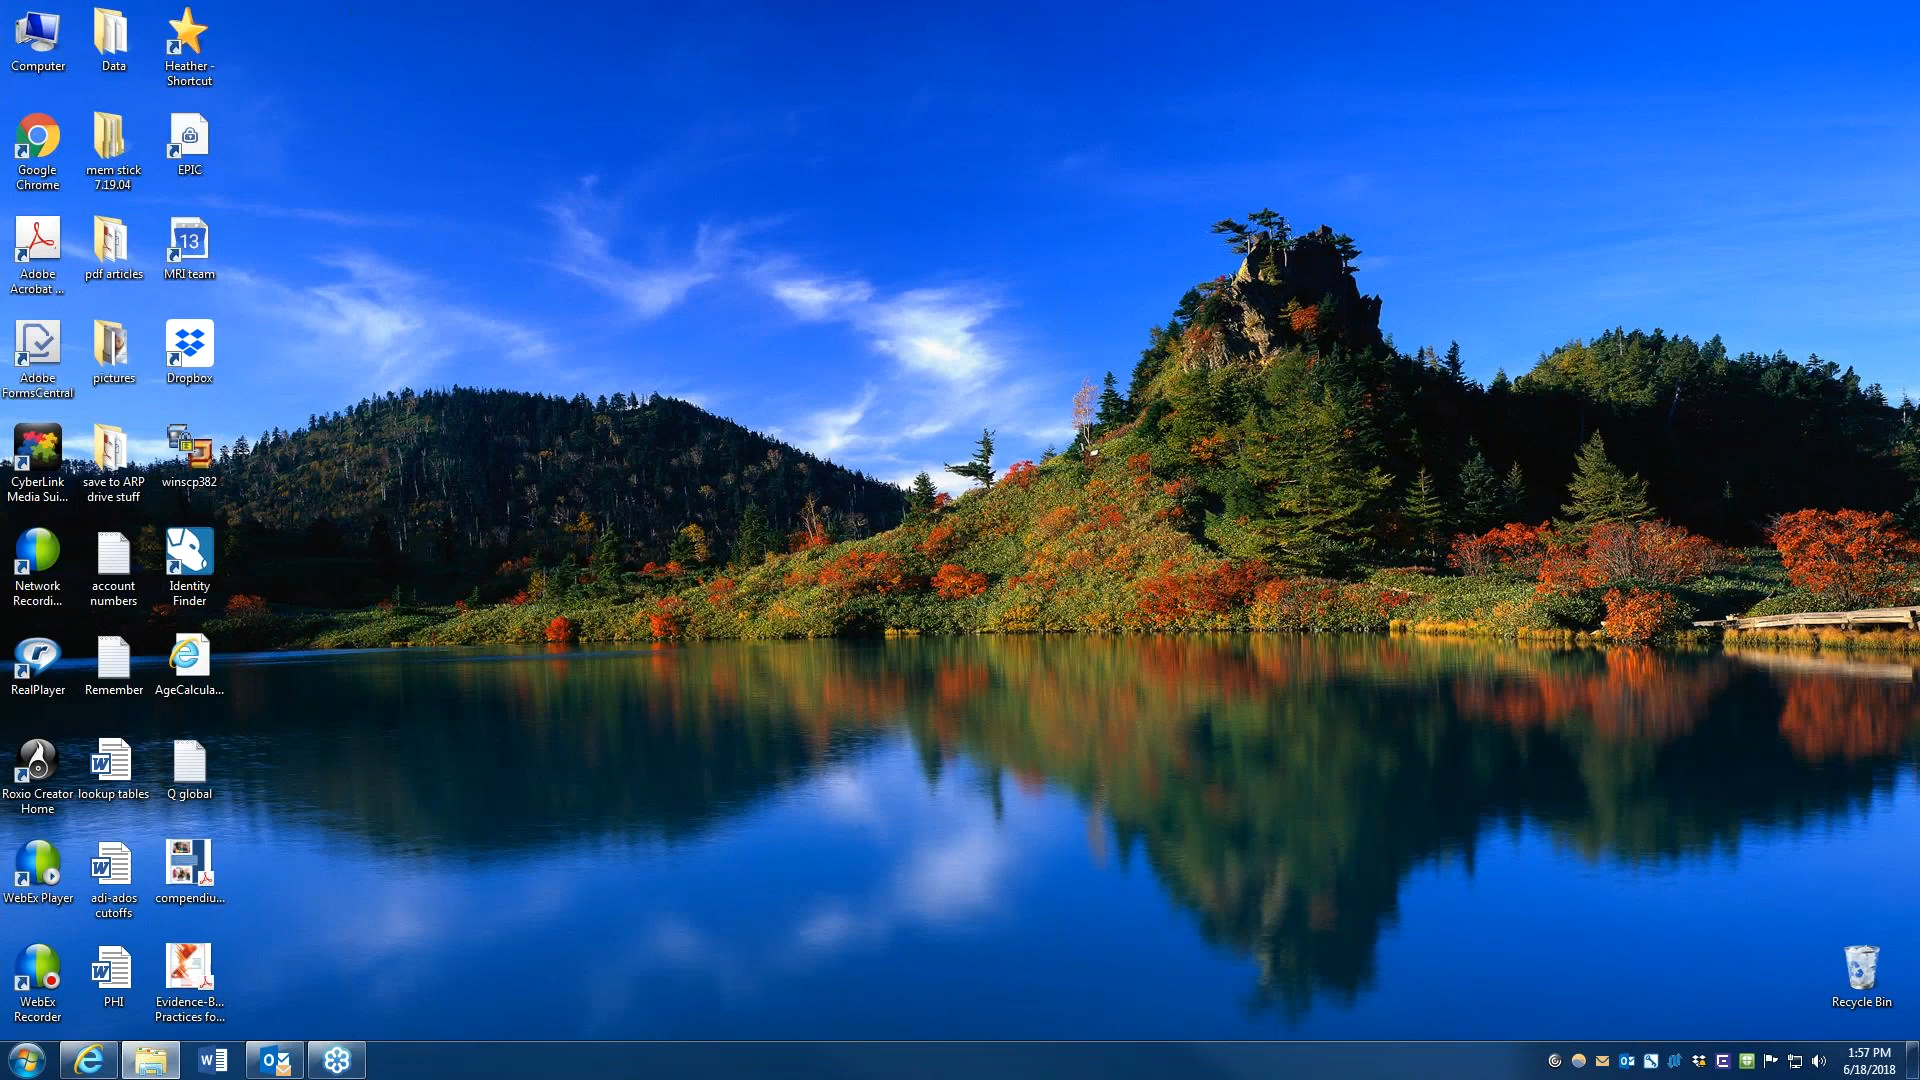 Computer
Data
Heather -
Shortcut
Google
Chrome
mem stick
7.19.04
EPIC
Adobe
Acrobat ...
pdf articles
13
MRI team
Adobe
FormsCentral
pictures
Dropbox
CyberLink
Media Sui...
save to ARP
drive stuff
winscp382
Network
Recordi...
account
numbers
Identity
Finder
RealPlayer
Remember
AgeCalcula...
Roxio Creator
Home
lookup tables
Q global
WebEx Player
adi-ados
cutoffs
compendiu...
WebEx
Recorder
PHI
Evidence-B...
Practices fo...
Recycle Bin
1:57 PM
6/18/2018